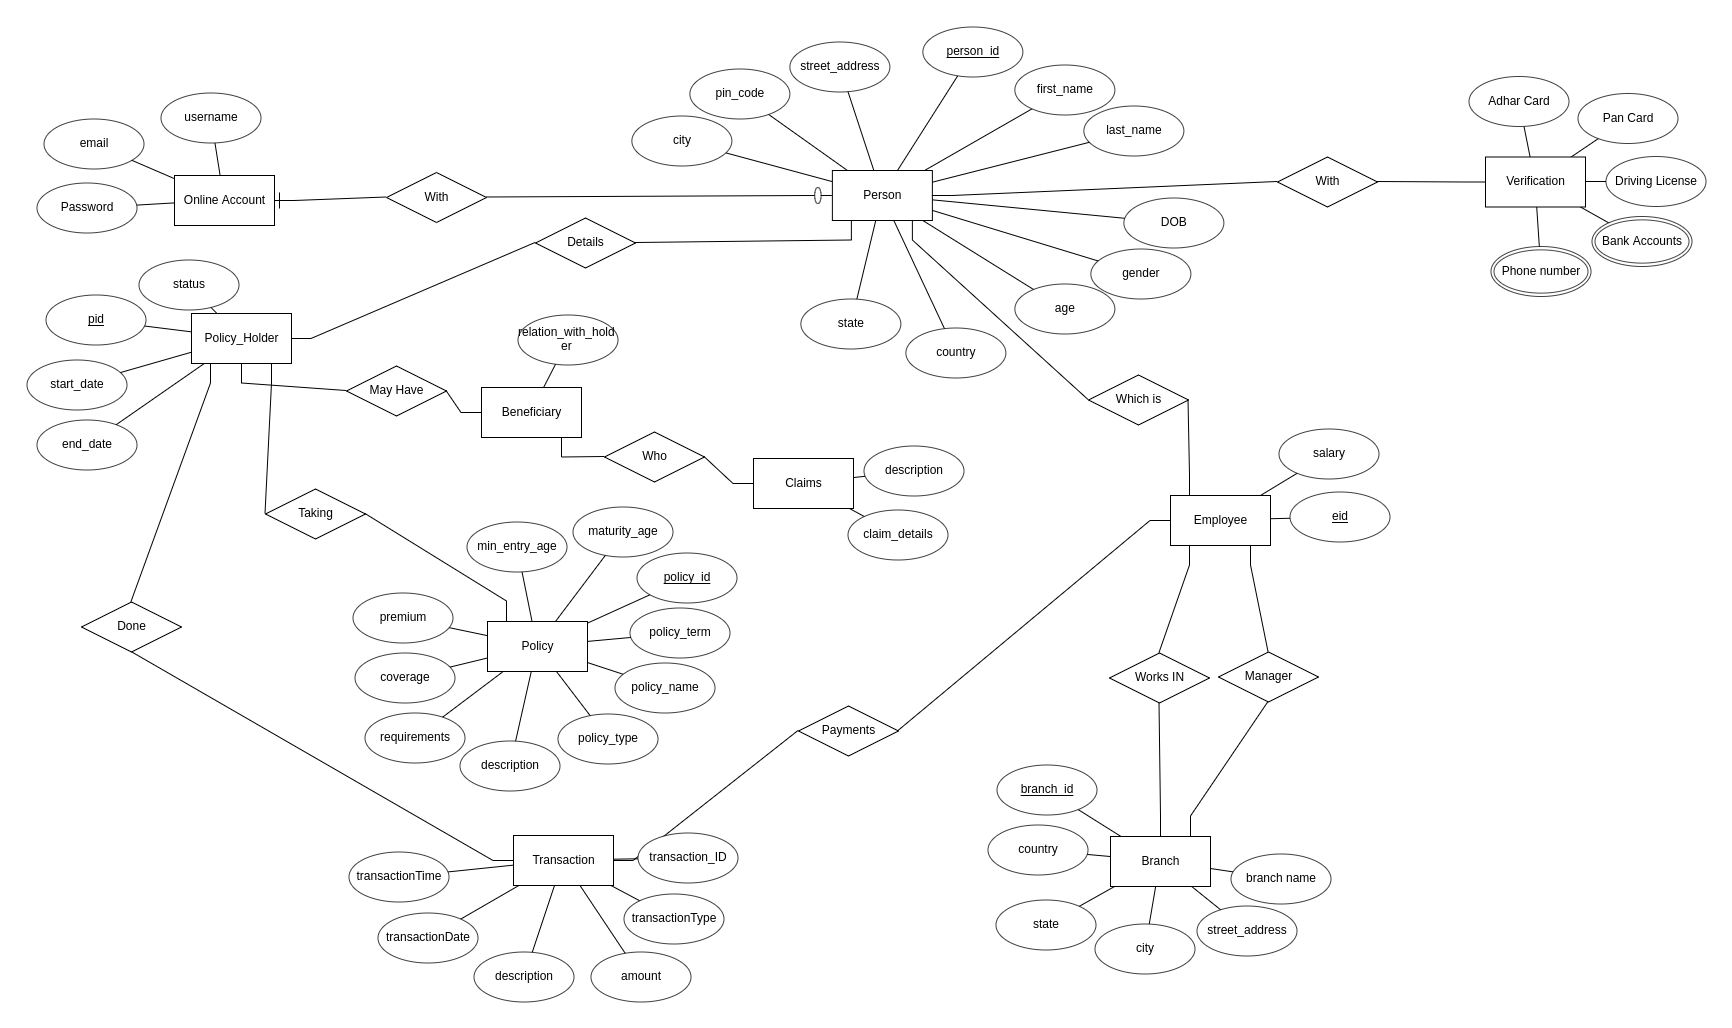 person_id
street_address
first_name
pin_code
city
last_name
username
email
Password
Online Account
With
Person
With
Adhar Card
Pan Card
Verification
Driving License
Bank Accounts
Phone number
DOB
gender
age
state
country
Details
status
pid
Policy_Holder
start_date
end_date
May Have
relation_with_hold
er
Beneficiary
Who
Claims
description
claim_details
Which is
salary
Employee
eid
Taking
min_entry_age
maturity_age
policy_id
premium
policy_term
Policy
coverage
policy_name
requirements
policy_type
description
Done
Works IN
Manager
Payments
branch_id
country
Branch
branch name
state
city
street_address
Transaction
transaction_ID
transactionTime
transactionType
transactionDate
description
amount